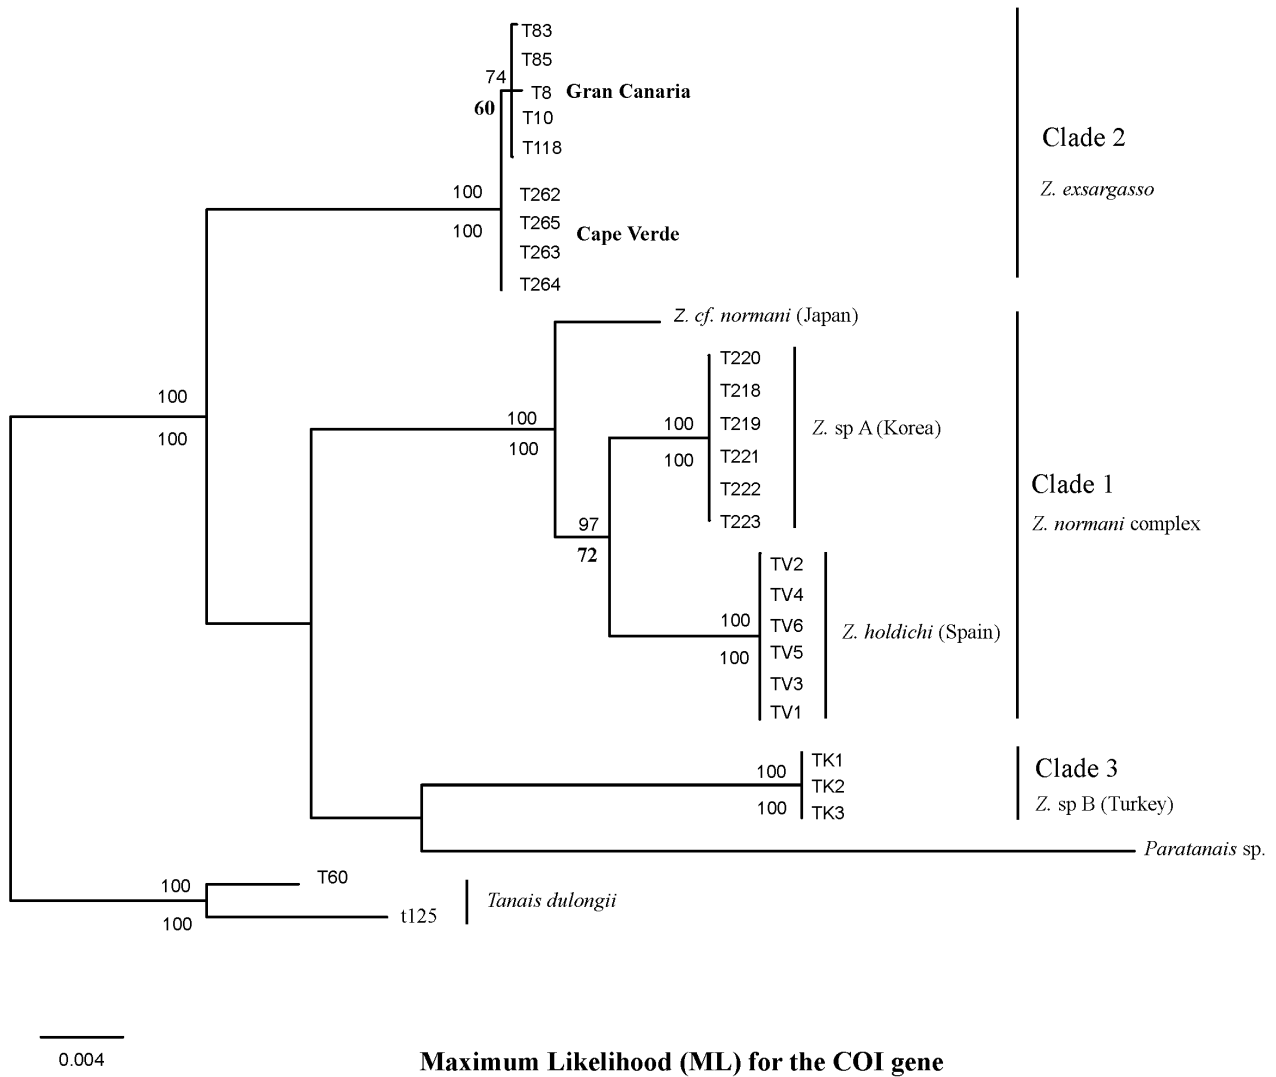 T83
T85
74
T8 Gran Canaria
60
T10
T118
Clade 2
Z. exsargasso
100
T262
100
T265
Cape Verde
T263
T264
Z. cf. normani (Japan)
T220
T218
100
100
T219
Z. sp A (Korea)
100
100
T221
T222
T223
97
72
Clade 1
Z. normani complex
100
100
TV2
TV4
100
TV6
Z. holdichi (Spain)
100
TV5
TV3
TV1
TK1
100
TK2
100
TK3
Clade 3
Z. sp B (Turkey)
Paratanais sp.
100
T60
100
t125
Tanais dulongii
0.004
Maximum Likelihood (ML) for the COI gene